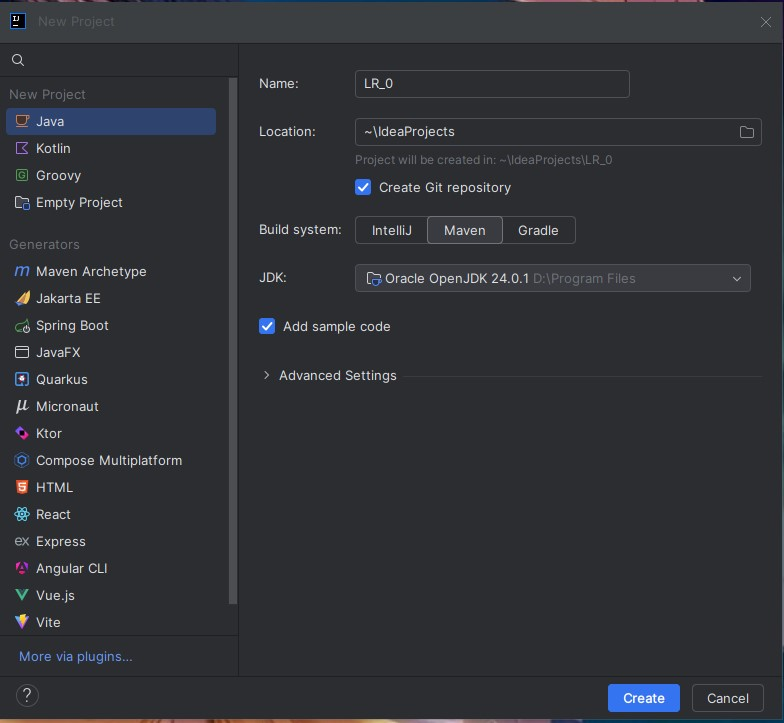 New Project
New Project
Java
Kotlin
Groovy
Empty Project
Generators
Maven Archetype
Jakarta EE
Spring Boot
JavaFX
Quarkus
Micronaut
Ktor
Compose Multiplatform
HTML
React
Express
Angular CLI
Vue.js
Vite
More via plugins...
Name: LR_0
Location: ~\IdeaProjects
Project will be created in: ~\IdeaProjects\LR_0
Create Git repository
Build system: IntelliJ Maven Gradle
JDK: Oracle OpenJDK 24.0.1 D:\Program Files
Add sample code
Advanced Settings
? Create Cancel